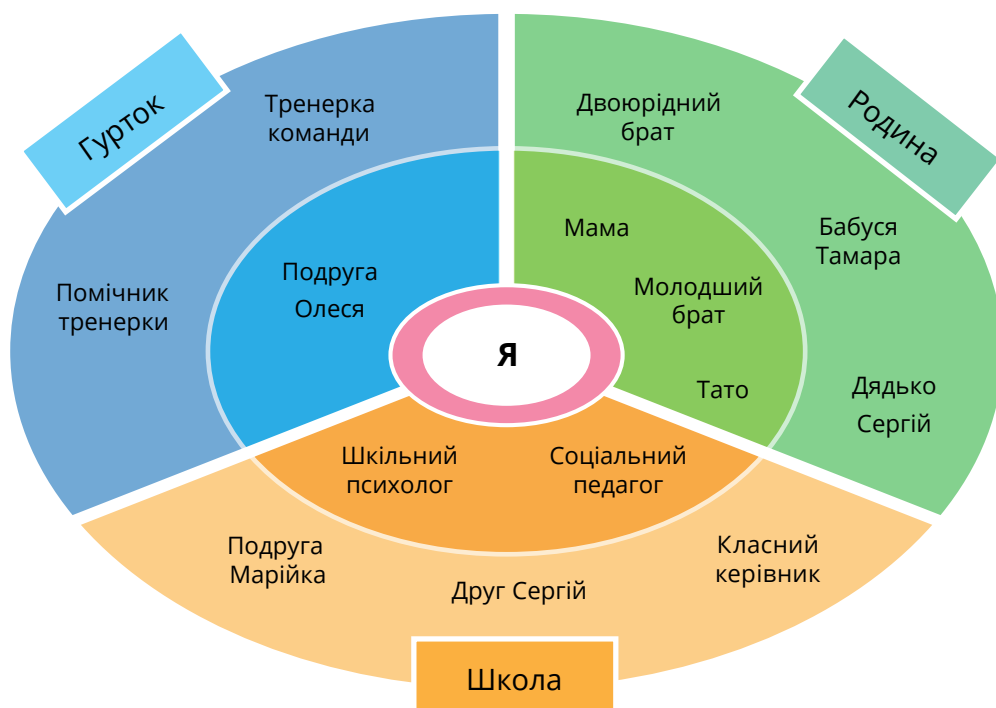 Гурток
Тренерка
команди
Помічник
тренерки
Подруга
Олеся
Родина
Двоюрідний
брат
Бабуся
Тамара
Мама
Молодший
брат
Тато
Дядько
Сергій
Я
Шкільний
психолог
Соціальний
педагог
Подруга
Марійка
Друг Сергій
Класний
керівник
Школа